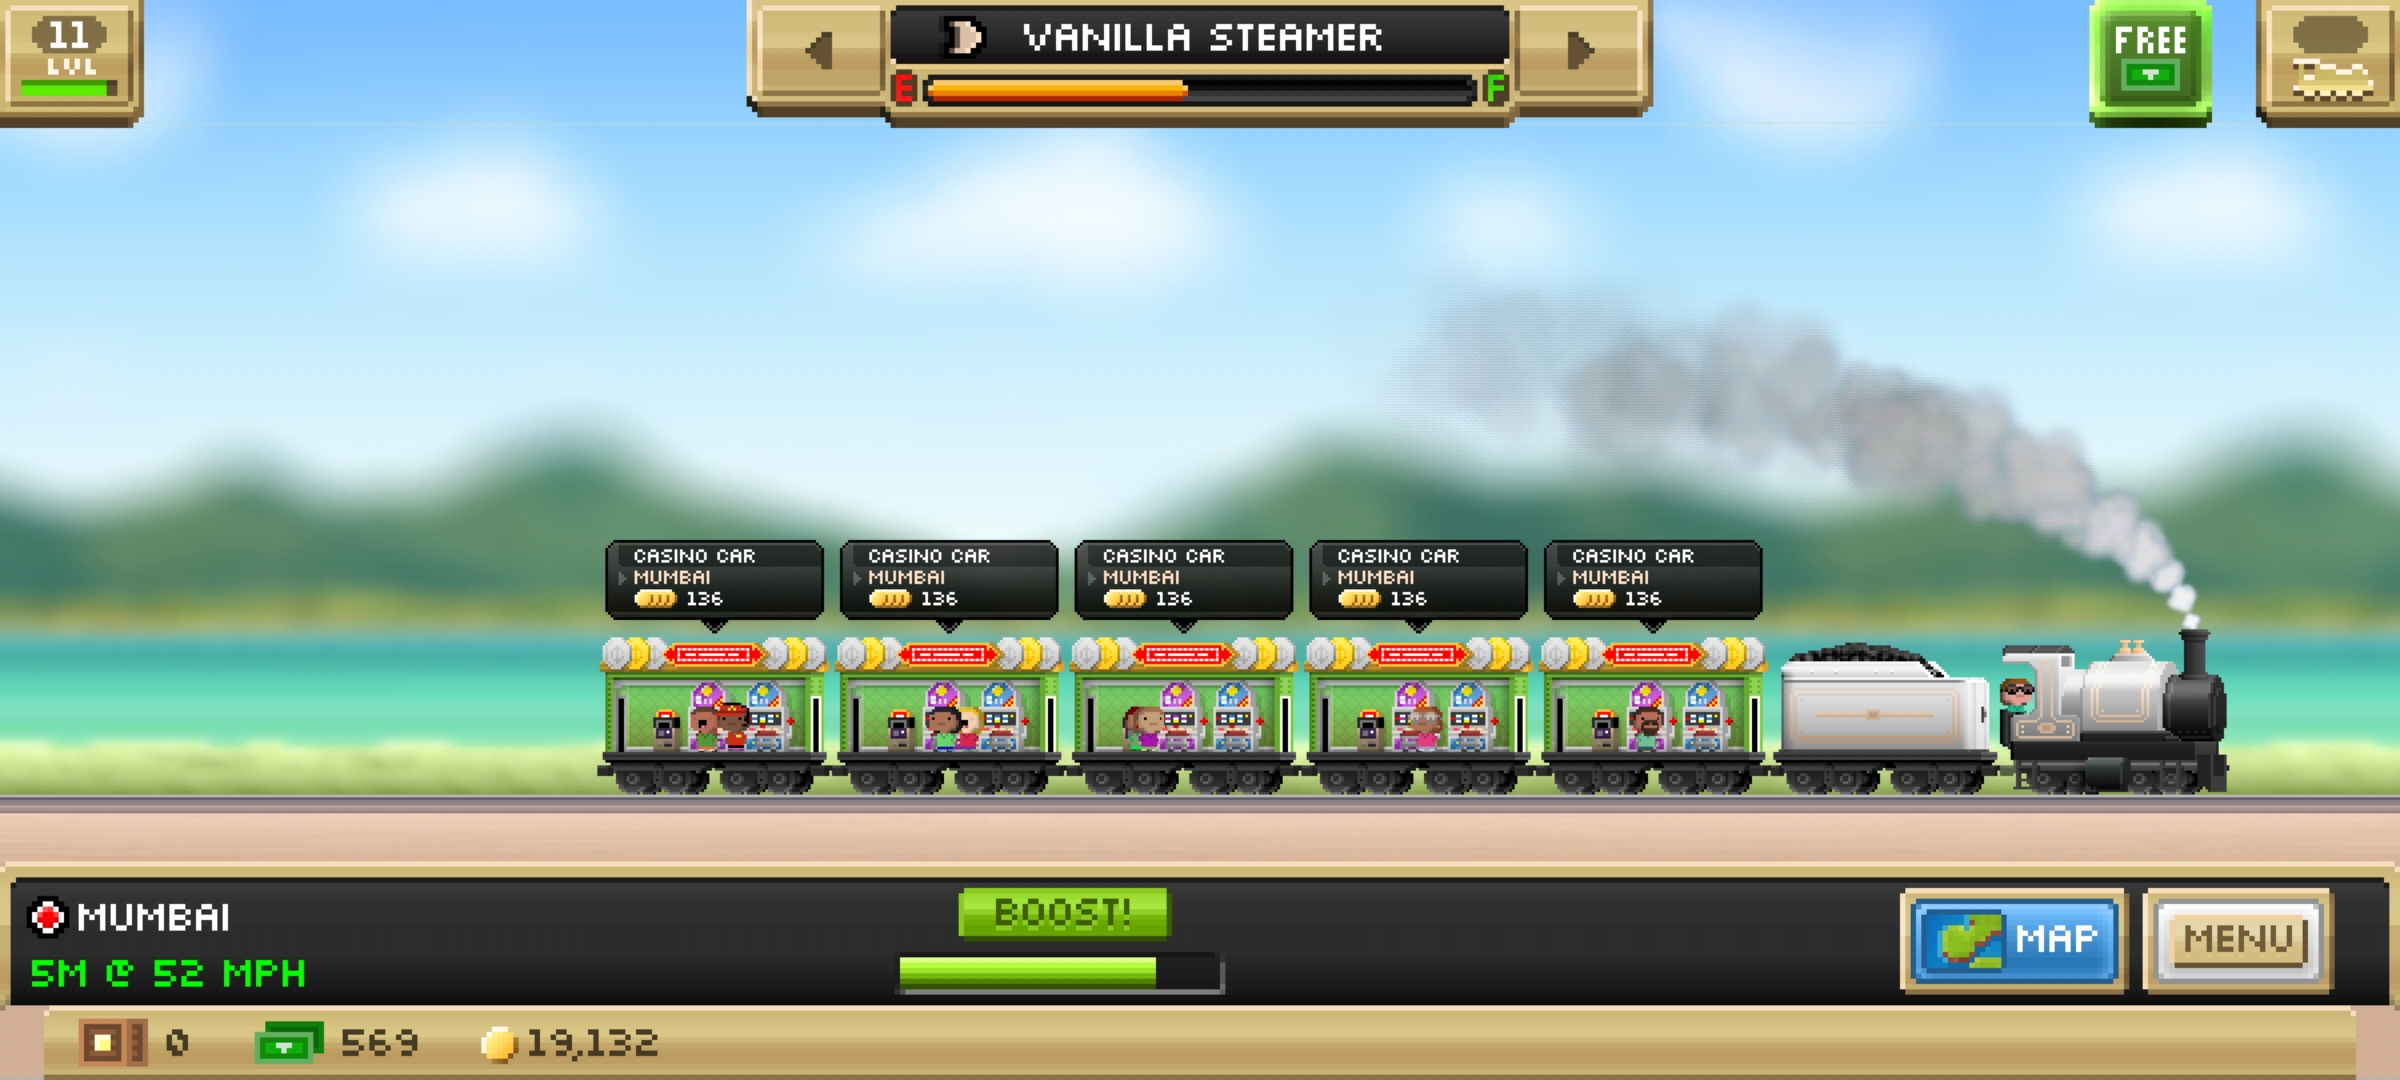 11
LVL
VANILLA STEAMER
E F
FREE
CASINO CAR
MUMBAI
136
CASINO CAR
MUMBAI
136
CASINO CAR
MUMBAI
136
CASINO CAR
MUMBAI
136
CASINO CAR
MUMBAI
136
MUMBAI
5M @ 52 MPH
BOOST!
MAP
MENU
0 569 19,132